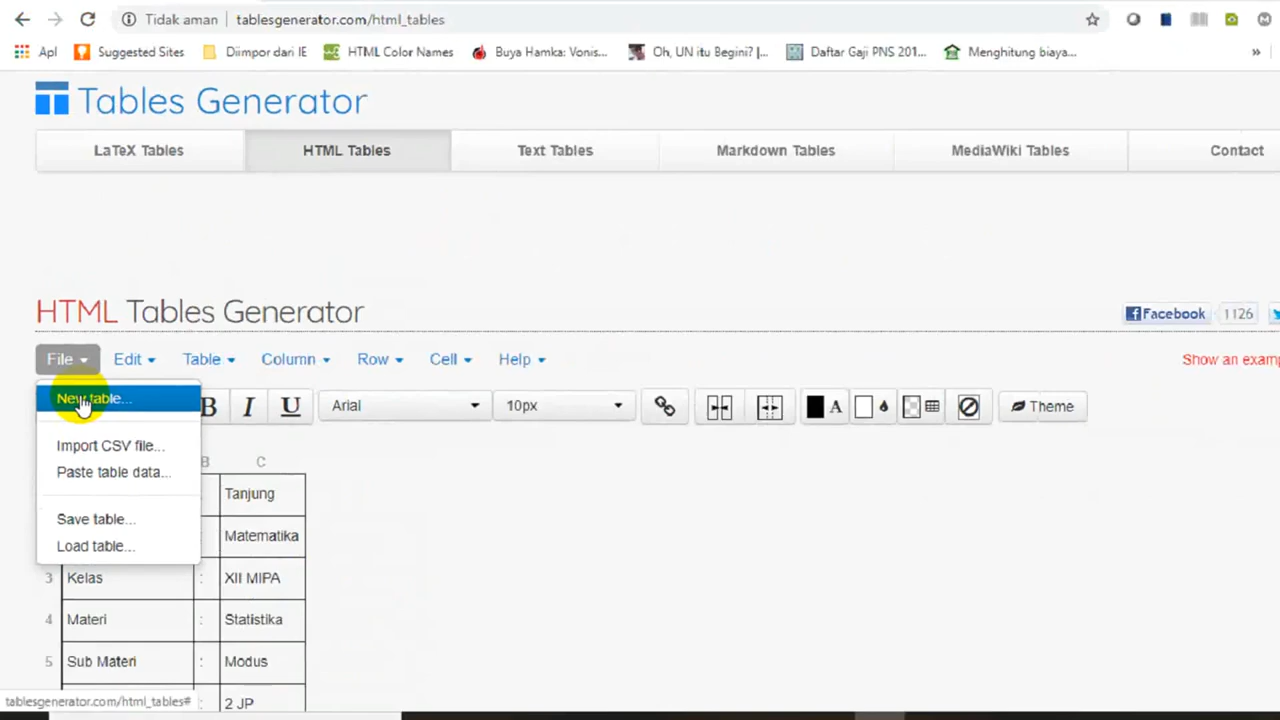 Tidak aman tablesgenerator.com/html_tables
Apl Suggested Sites Diimpor dari IE HTML Color Names Buya Hamka: Vonis... Oh, UN itu Begini? |... Daftar Gaji PNS 201... Menghitung biaya... »
Tables Generator
LaTeX Tables HTML Tables Text Tables Markdown Tables MediaWiki Tables Contact
HTML Tables Generator
Facebook 1126
File Edit Table Column Row Cell Help
Show an examp
New table...
B I U Arial 10px A Theme
Import CSV file...
Paste table data...
Save table...
Load table...
B C
Tanjung
Matematika
3 Kelas : XII MIPA
4 Materi : Statistika
5 Sub Materi : Modus
2 JP
tablesgenerator.com/html_tables#